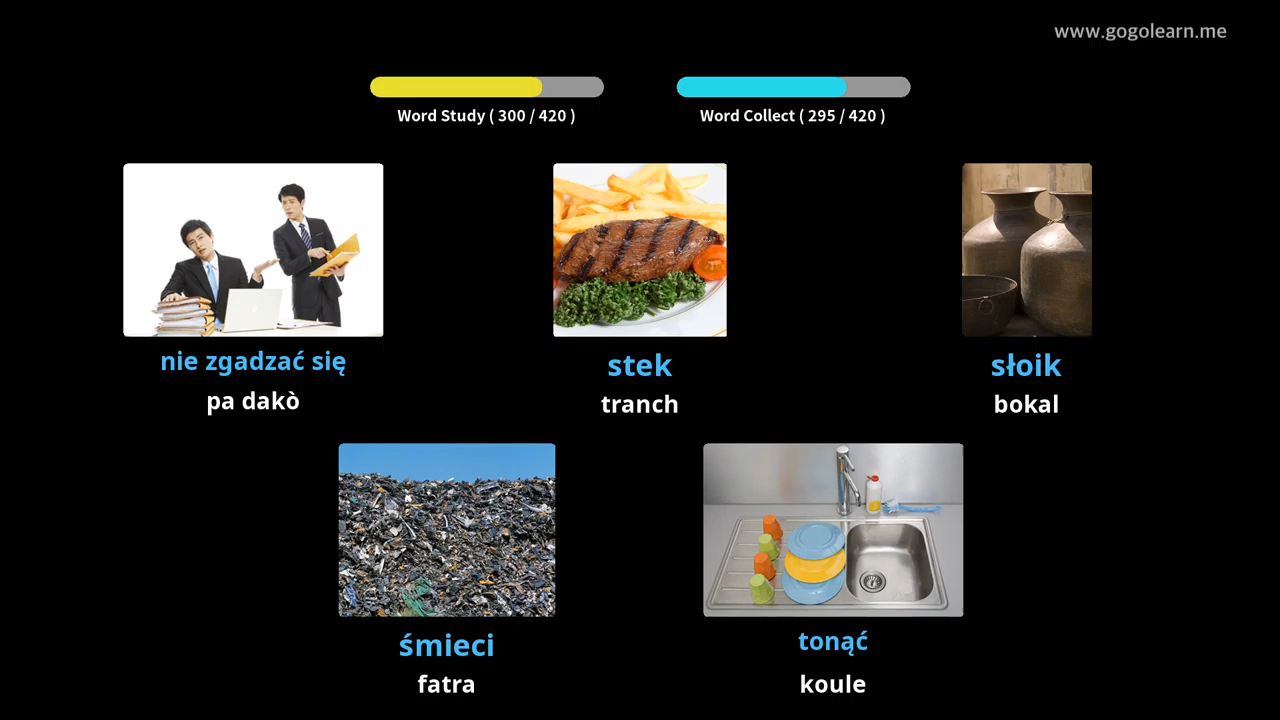 www.gogolearn.me
Word Study ( 300 / 420 )
Word Collect ( 295 / 420 )
nie zgadzać się
pa dakò
stek
tranch
słoik
bokal
śmieci
fatra
tonąć
koule